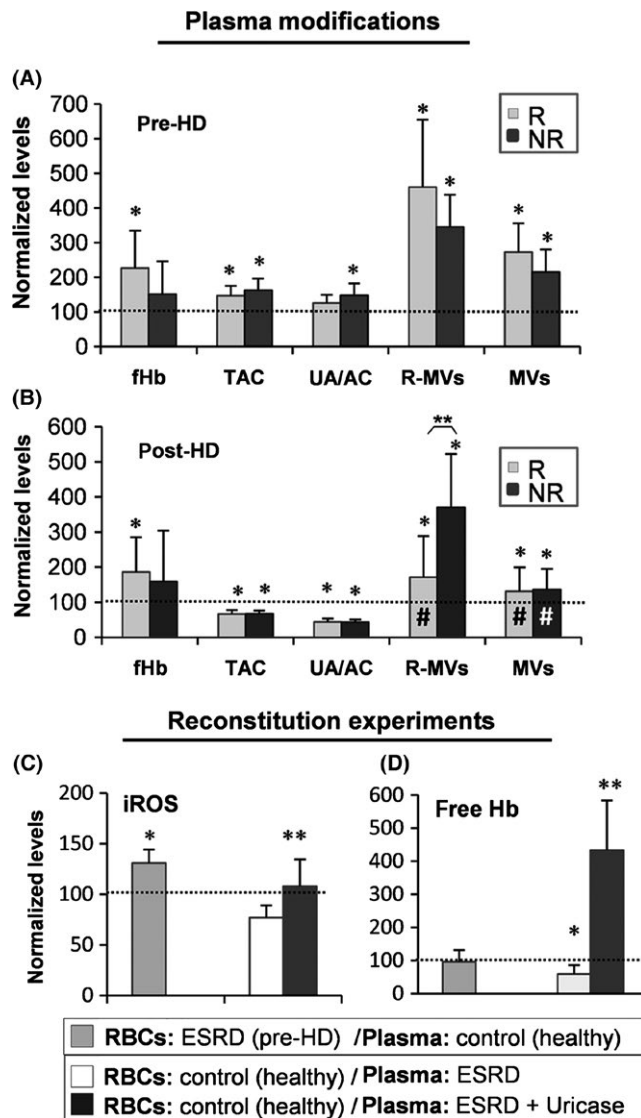 Plasma modifications
(A)
Normalized levels
700
600
500
400
300
200
100
0
Pre-HD
R
NR
*
* *
*
*
*
*
*
fHb TAC UA/AC R-MVs MVs
(B)
Normalized levels
600
500
400
300
200
100
0
Post-HD
R
NR
**
*
*
* *
* *
*
* *
# # #
fHb TAC UA/AC R-MVs MVs
Reconstitution experiments
(C)
Normalized levels
200
150
100
50
0
iROS
*
**
(D)
600
500
400
300
200
100
0
Free Hb
*
**
RBCs: ESRD (pre-HD) /Plasma: control (healthy)
RBCs: control (healthy) / Plasma: ESRD
RBCs: control (healthy) / Plasma: ESRD + Uricase